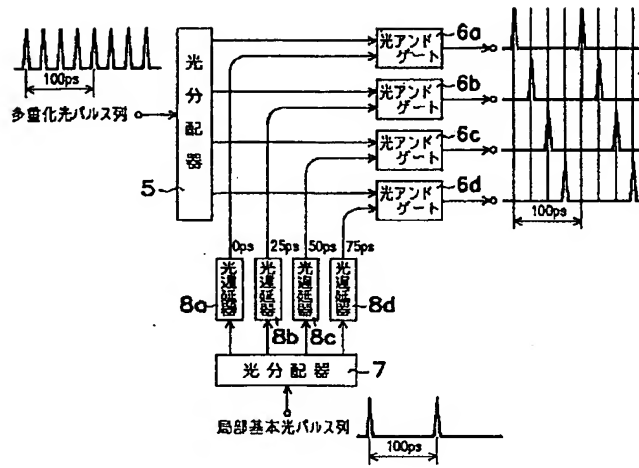 100ps
多重化光パルス列
光分配器
5
光アンド
ゲート
6a
光アンド
ゲート
6b
光アンド
ゲート
6c
光アンド
ゲート
6d
100ps
0ps
25ps
50ps
75ps
光遅延器
8a
光遅延器
8b
光遅延器
8c
光遅延器
8d
光分配器
7
局部基本光パルス列
100ps